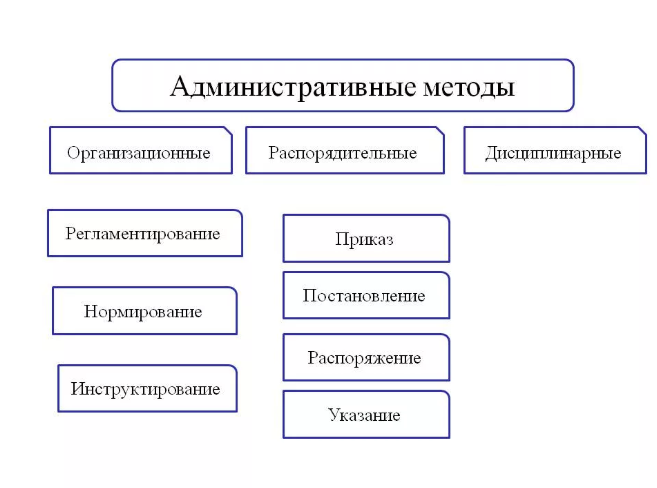 Административные методы
Организационные
Распорядительные
Дисциплинарные
Регламентирование
Нормирование
Инструктирование
Приказ
Постановление
Распоряжение
Указание